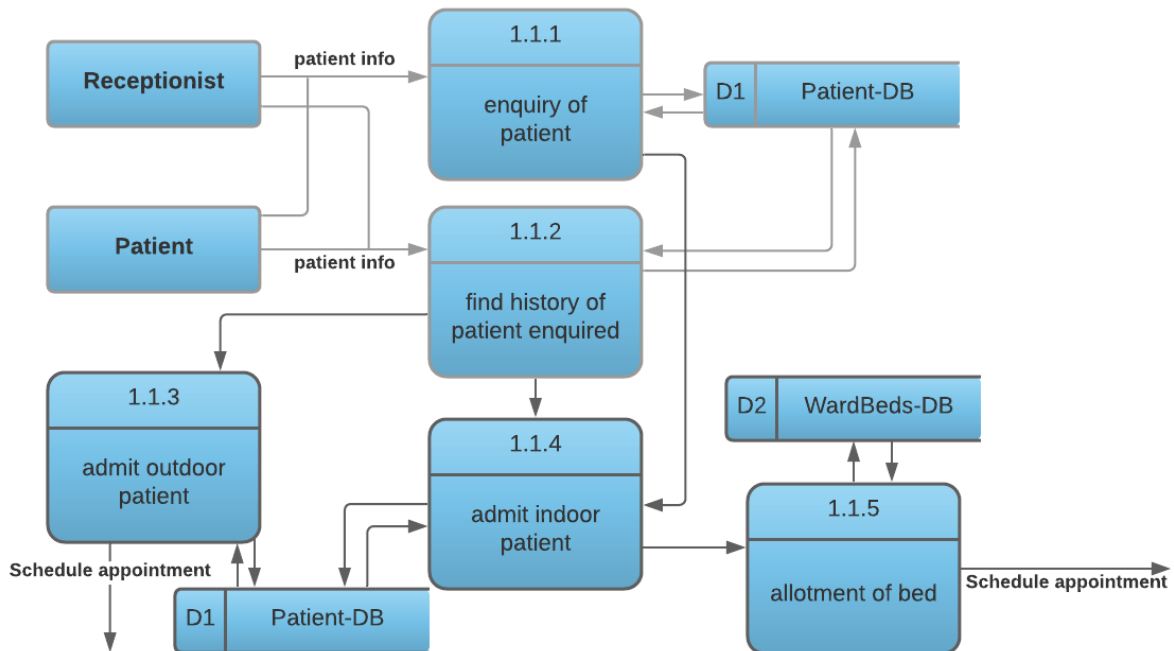 1.1.1
patient info
Receptionist
D1
Patient-DB
enquiry of
patient
1.1.2
Patient
patient info
find history of
patient enquired
1.1.3
D2
WardBeds-DB
1.1.4
admit outdoor
patient
1.1.5
admit indoor
patient
Schedule appointment
allotment of bed
Schedule appointment
D1
Patient-DB